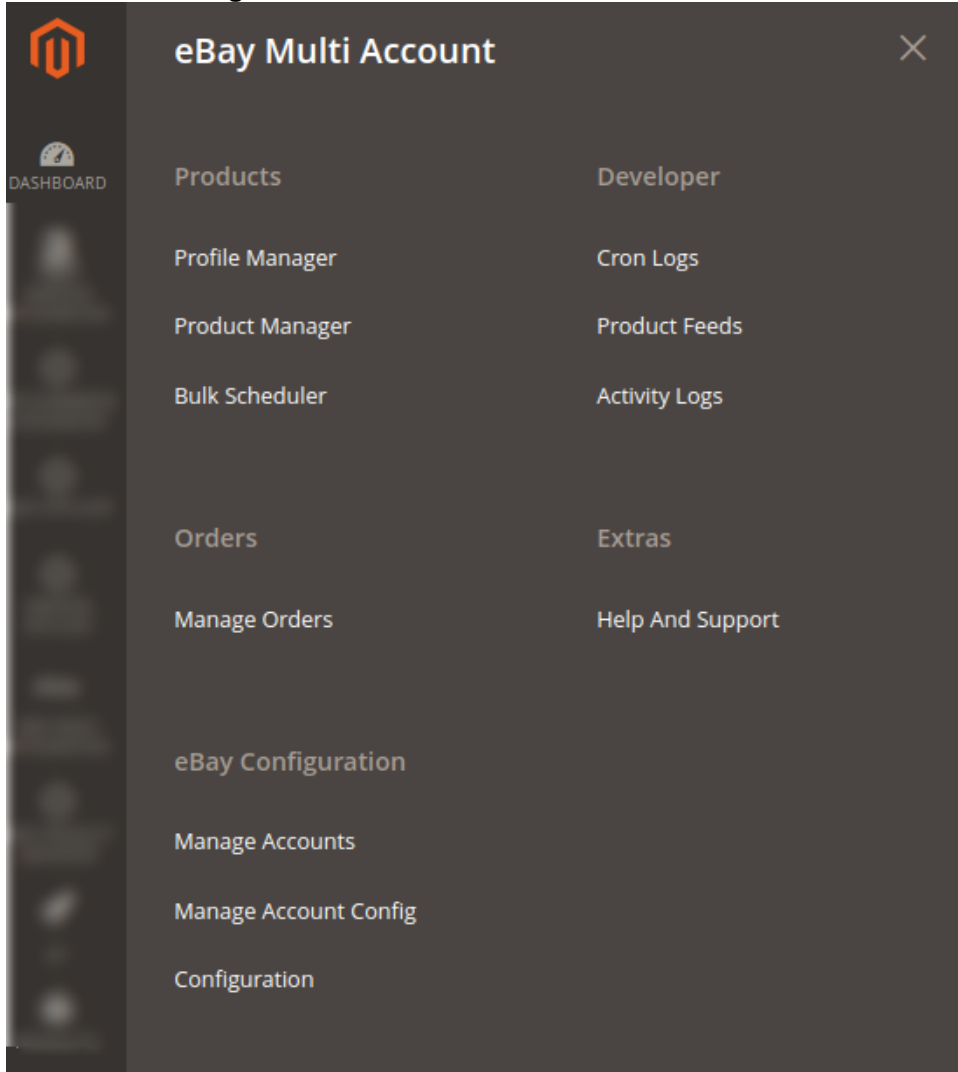 eBay Multi Account
DASHBOARD
Products
Profile Manager
Product Manager
Bulk Scheduler
Developer
Cron Logs
Product Feeds
Activity Logs
Orders
Manage Orders
Extras
Help And Support
eBay Configuration
Manage Accounts
Manage Account Config
Configuration